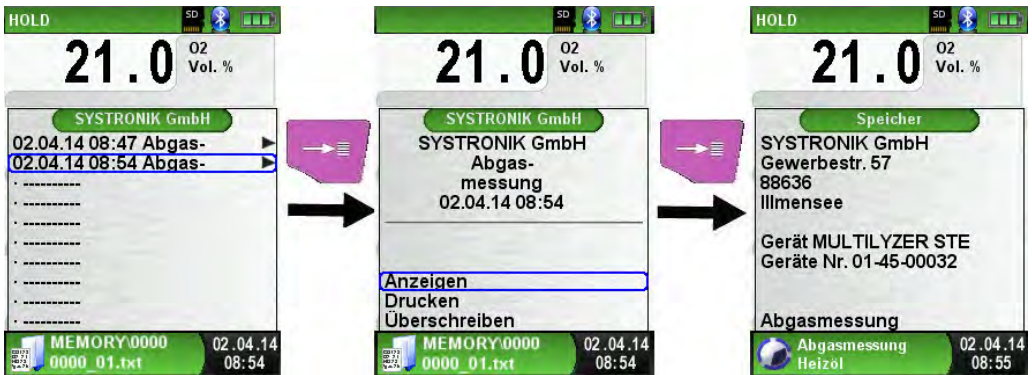 HOLD
SD
21.0
O2
Vol. %
SYSTRONIK GmbH
02.04.14 08:47 Abgas-
02.04.14 08:54 Abgas-
· ----------
· ----------
· ----------
· ----------
· ----------
· ----------
· ----------
· ----------
MEMORY\0000
0000_01.txt
02.04.14
08:54
SD
21.0
O2
Vol. %
SYSTRONIK GmbH
SYSTRONIK GmbH
Abgas-
messung
02.04.14 08:54
Anzeigen
Drucken
Überschreiben
MEMORY\0000
0000_01.txt
02.04.14
08:54
HOLD
SD
21.0
O2
Vol. %
Speicher
SYSTRONIK GmbH
Gewerbestr. 57
88636
Illmensee
Gerät MULTILYZER STE
Geräte Nr. 01-45-00032
Abgasmessung
Abgasmessung
Heizöl
02.04.14
08:55